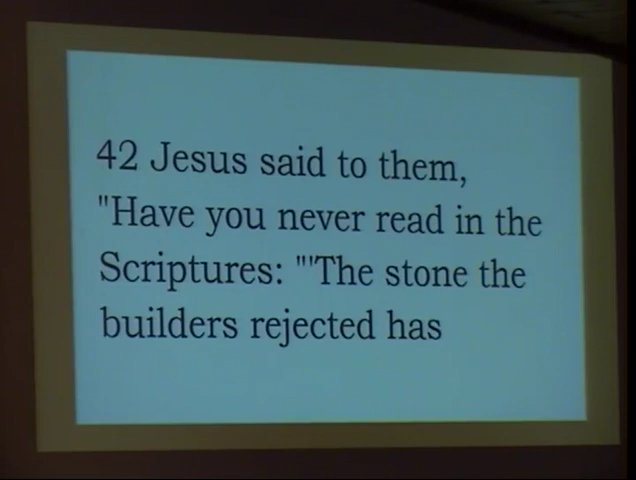 42 Jesus said to them,
"Have you never read in the
Scriptures: "'The stone the
builders rejected has